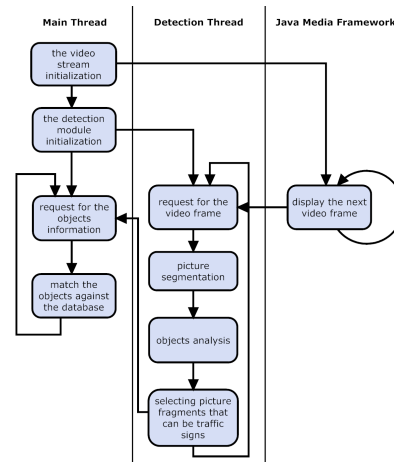 Main Thread
Detection Thread
Java Media Framework
the video
stream
initialization
the detection
module
initialization
request for the
objects
information
match the
objects against
the database
request for the
video frame
picture
segmentation
objects analysis
selecting picture
fragments that
can be traffic
signs
display the next
video frame